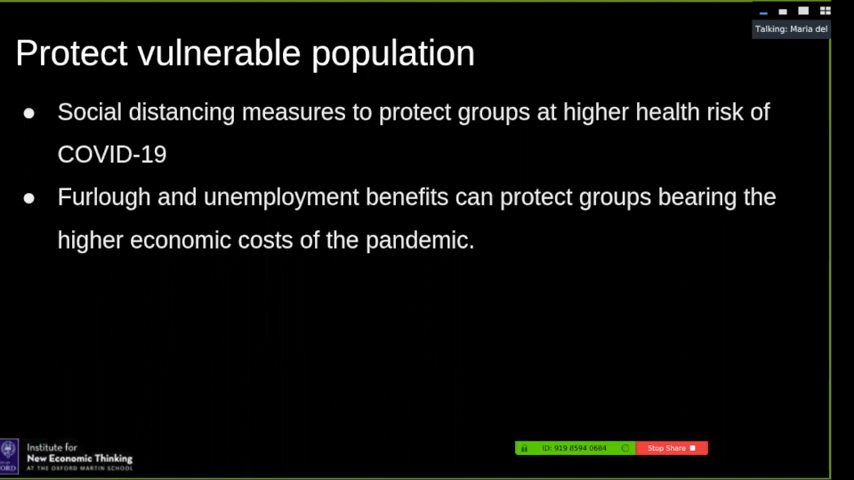 Talking: Maria del
Protect vulnerable population
● Social distancing measures to protect groups at higher health risk of
COVID-19
● Furlough and unemployment benefits can protect groups bearing the
higher economic costs of the pandemic.
Institute for
New Economic Thinking
AT THE OXFORD MARTIN SCHOOL
ORD
ID: 919 8594 0684
Stop Share